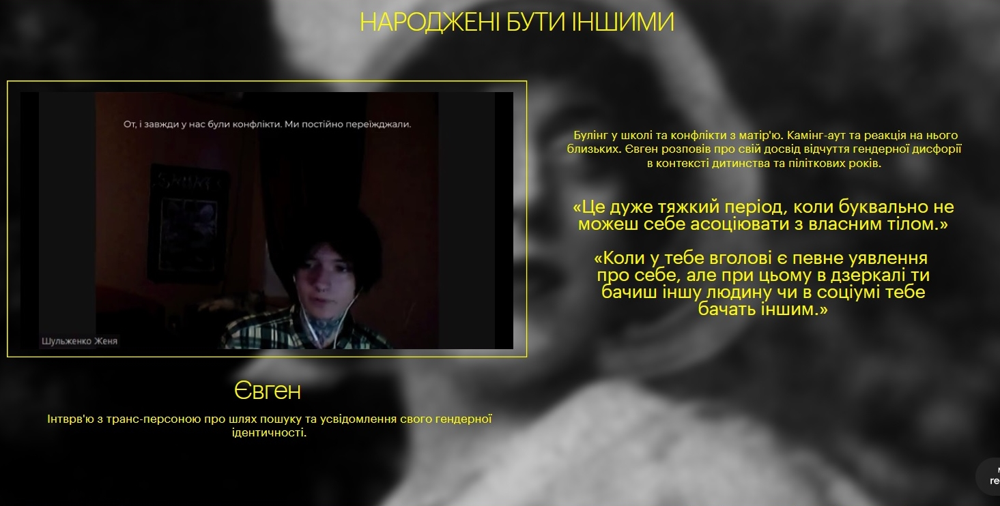 НАРОДЖЕНІ БУТИ ІНШИМИ
От, і завжди у нас були конфлікти. Ми постійно переїжджали.
Шульженко Женя
Євген
Інтврв'ю з транс-персоною про шлях пошуку та усвідомлення свого гендерної
ідентичності.
Булінг у школі та конфлікти з матір'ю. Камінг-аут та реакція на нього
близьких. Євген розповів про свій досвід відчуття гендерної дисфорії
в контексті дитинства та піліткових років.
«Це дуже тяжкий період, коли буквально не
можеш себе асоціювати з власним тілом.»
«Коли у тебе вголові є певне уявлення
про себе, але при цьому в дзеркалі ти
бачиш іншу людину чи в соціумі тебе
бачать іншим.»